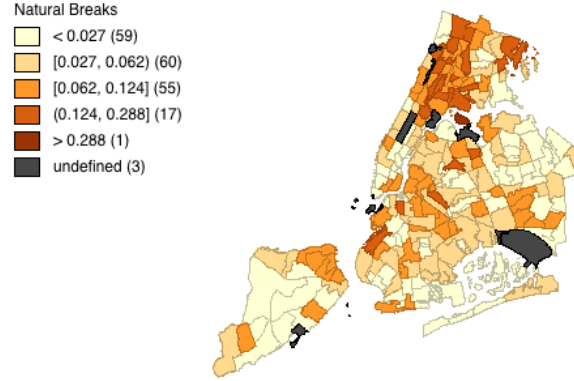 Natural Breaks
< 0.027 (59)
[0.027, 0.062) (60)
[0.062, 0.124] (55)
(0.124, 0.288] (17)
> 0.288 (1)
undefined (3)